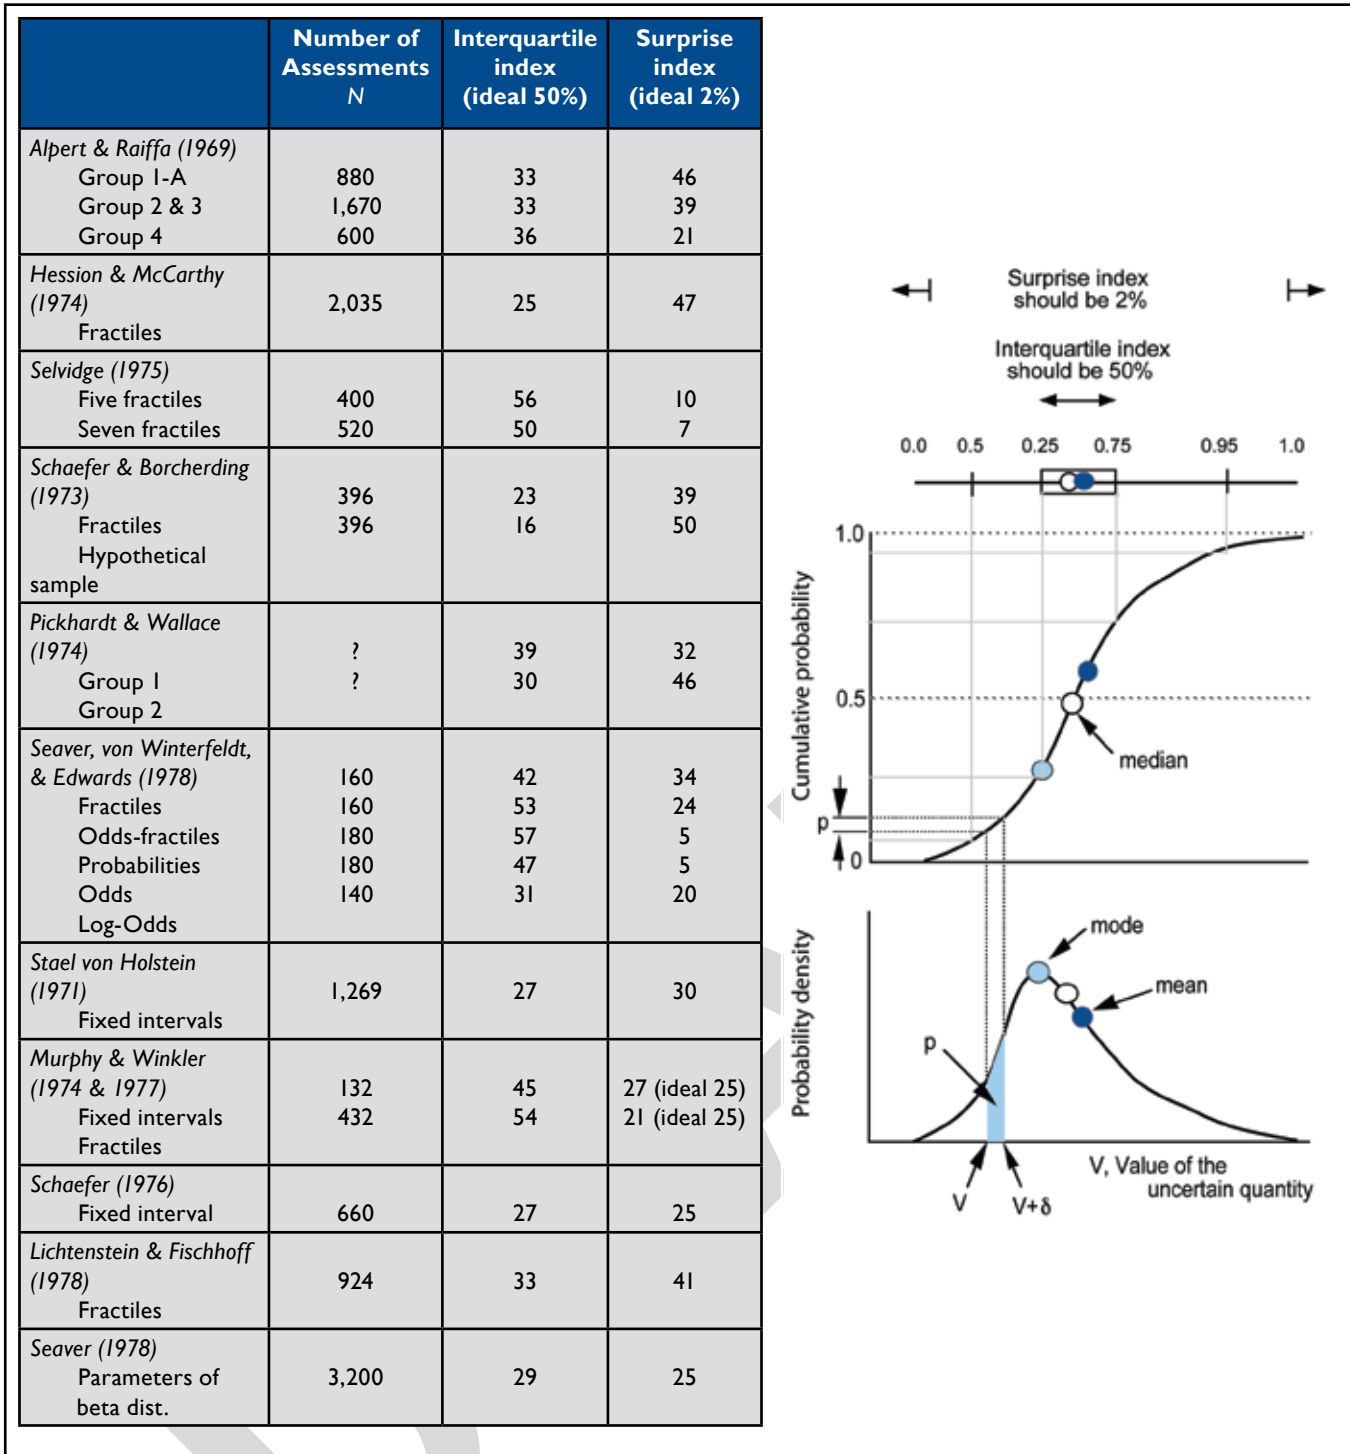 Number of Assessments N
Interquartile index (ideal 50%)
Surprise index (ideal 2%)
Alpert & Raiffa (1969)
Group 1-A 880 33 46
Group 2 & 3 1,670 33 39
Group 4 600 36 21
Hession & McCarthy
(1974) 2,035 25 47
Fractiles
Selvidge (1975)
Five fractiles 400 56 10
Seven fractiles 520 50 7
Schaefer & Borcherding
(1973) 396 23 39
Fractiles 396 16 50
Hypothetical
sample
Pickhardt & Wallace
(1974) ? 39 32
Group 1 ? 30 46
Group 2
Seaver, von Winterfeldt,
& Edwards (1978) 160 42 34
Fractiles 160 53 24
Odds-fractiles 180 57 5
Probabilities 180 47 5
Odds 140 31 20
Log-Odds
Stael von Holstein
(1971) 1,269 27 30
Fixed intervals
Murphy & Winkler
(1974 & 1977) 132 45 27 (ideal 25)
Fixed intervals 432 54 21 (ideal 25)
Fractiles
Schaefer (1976)
Fixed interval 660 27 25
Lichtenstein & Fischhoff
(1978) 924 33 41
Fractiles
Seaver (1978)
Parameters of 3,200 29 25
beta dist.
Surprise index
should be 2%
Interquartile index
should be 50%
0.0 0.5 0.25 0.75 0.95 1.0
1.0
Cumulative probability
0.5
median
p
0
mode
Probability density
mean
p
V, Value of the
uncertain quantity
V V+δ